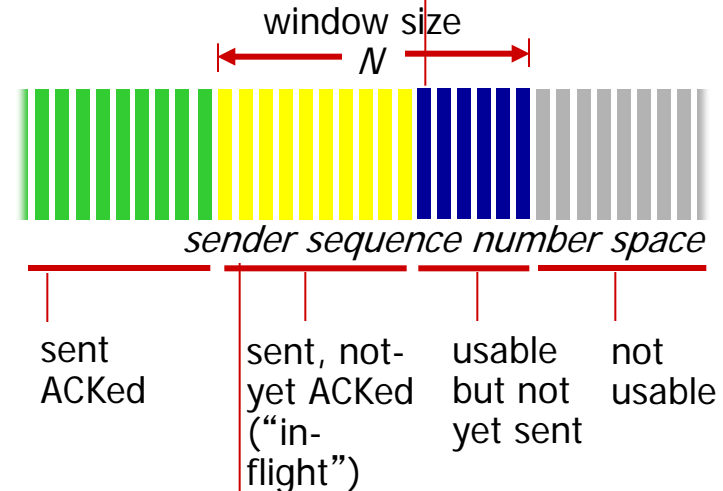 window size
N
sender sequence number space
sent
ACKed
sent, not-
yet ACKed
(“in-
flight”)
usable
but not
yet sent
not
usable